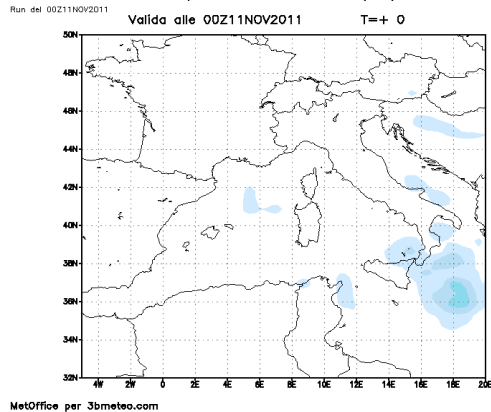 Run del 00Z11NOV2011
Valida alle 00Z11NOV2011 T=+ 0
50N
48N
46N
44N
42N
40N
38N
36N
34N
32N
4W 2W 0 2E 4E 6E 8E 10E 12E 14E 16E 18E 20E
MetOffice per 3bmeteo.com